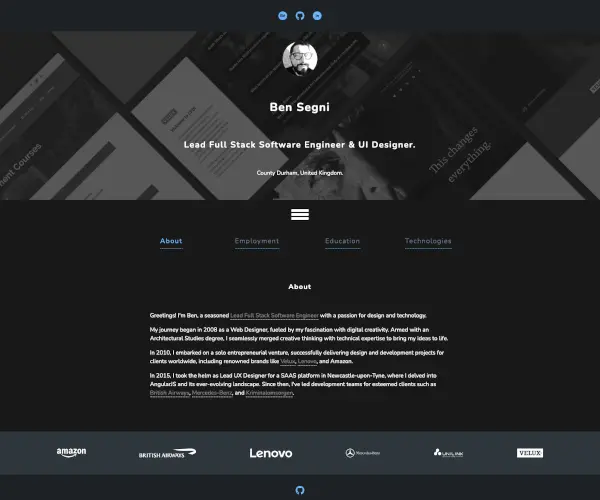 Ben Segni
Lead Full Stack Software Engineer & UI Designer.
This changes
everything.
County Durham, United Kingdom.
About
Employment
Education
Technologies
About
Greetings! I'm Ben, a seasoned Lead Full Stack Software Engineer with a passion for design and technology.
My journey began in 2008 as a Web Designer, fueled by my fascination with digital creativity. Armed with an
Architectural Studies degree, I seamlessly merged creative thinking with technical expertise to bring my ideas to life.
In 2010, I embarked on a solo entrepreneurial venture, successfully delivering design and development projects for
clients worldwide, including renowned brands like Velux, Lenovo, and Amazon.
In 2015, I took the helm as Lead UX Designer for a SAAS platform in Newcastle-upon-Tyne, where I delved into
AngularJS and its ever-evolving landscape. Since then, I've led development teams for esteemed clients such as
British Airways, Mercedes-Benz, and Kriminalomsorgen.
amazon
BRITISH AIRWAYS
Lenovo
Mercedes-Benz
UNILINK
VELUX